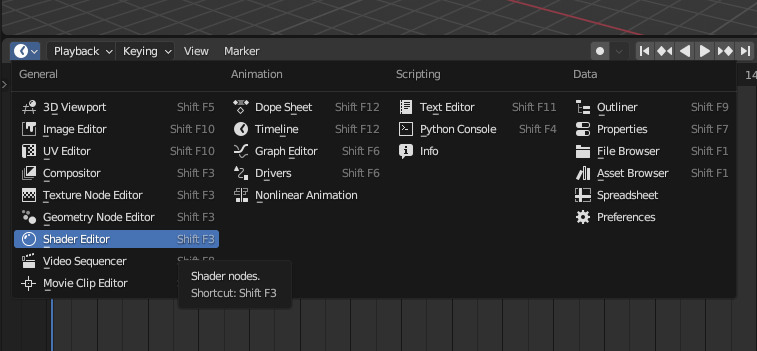 Playback Keying View Marker
General
3D Viewport Shift F5
Image Editor Shift F10
UV Editor Shift F10
Compositor Shift F3
Texture Node Editor Shift F3
Geometry Node Editor Shift F3
Shader Editor Shift F3
Video Sequencer Shift F8
Movie Clip Editor
Animation
Dope Sheet Shift F12
Timeline Shift F12
Graph Editor Shift F6
Drivers Shift F6
Nonlinear Animation
Scripting
Text Editor Shift F11
Python Console Shift F4
Info
Data
Outliner Shift F9
Properties Shift F7
File Browser Shift F1
Asset Browser Shift F1
Spreadsheet
Preferences
14
Shader nodes.
Shortcut: Shift F3